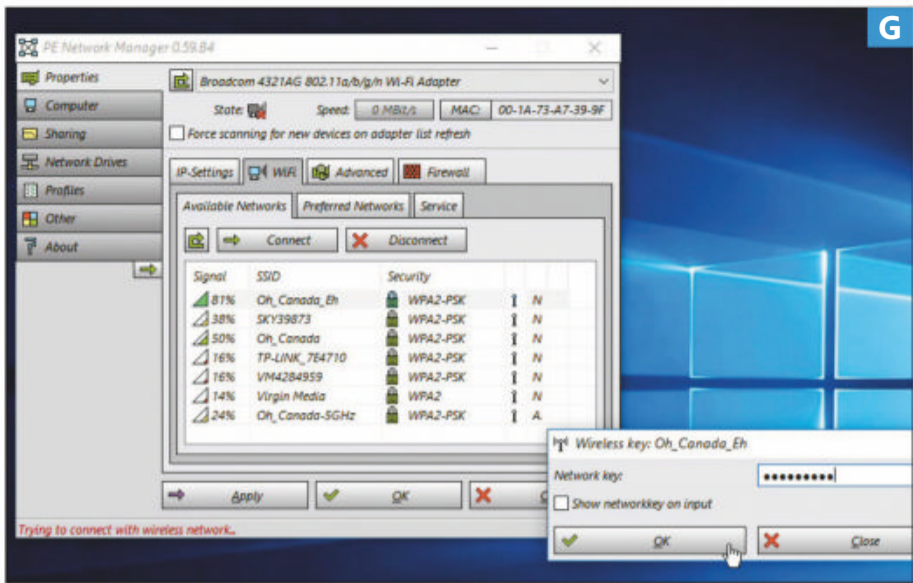 G
PE Network Manager 0.59.B4
Properties
Computer
Sharing
Network Drives
Profiles
Other
About
Broadcom 4321AG 802.11a/b/g/n Wi-Fi Adapter
State: Speed: 0 MBit/s MAC: 00-1A-73-A7-39-9F
Force scanning for new devices on adapter list refresh
IP-Settings WiFi Advanced Firewall
Available Networks Preferred Networks Service
Connect Disconnect
Signal SSID Security
81% Oh_Canada_Eh WPA2-PSK N
38% SKY39873 WPA2-PSK N
50% Oh_Canada WPA2-PSK N
16% TP-LINK_7E4710 WPA2-PSK N
16% VM4284959 WPA2-PSK N
14% Virgin Media WPA2 N
24% Oh_Canada-5GHz WPA2-PSK A
Apply OK
Trying to connect with wireless network...
Wireless key: Oh_Canada_Eh
Network key: •••••••••
Show networkkey on input
OK Close